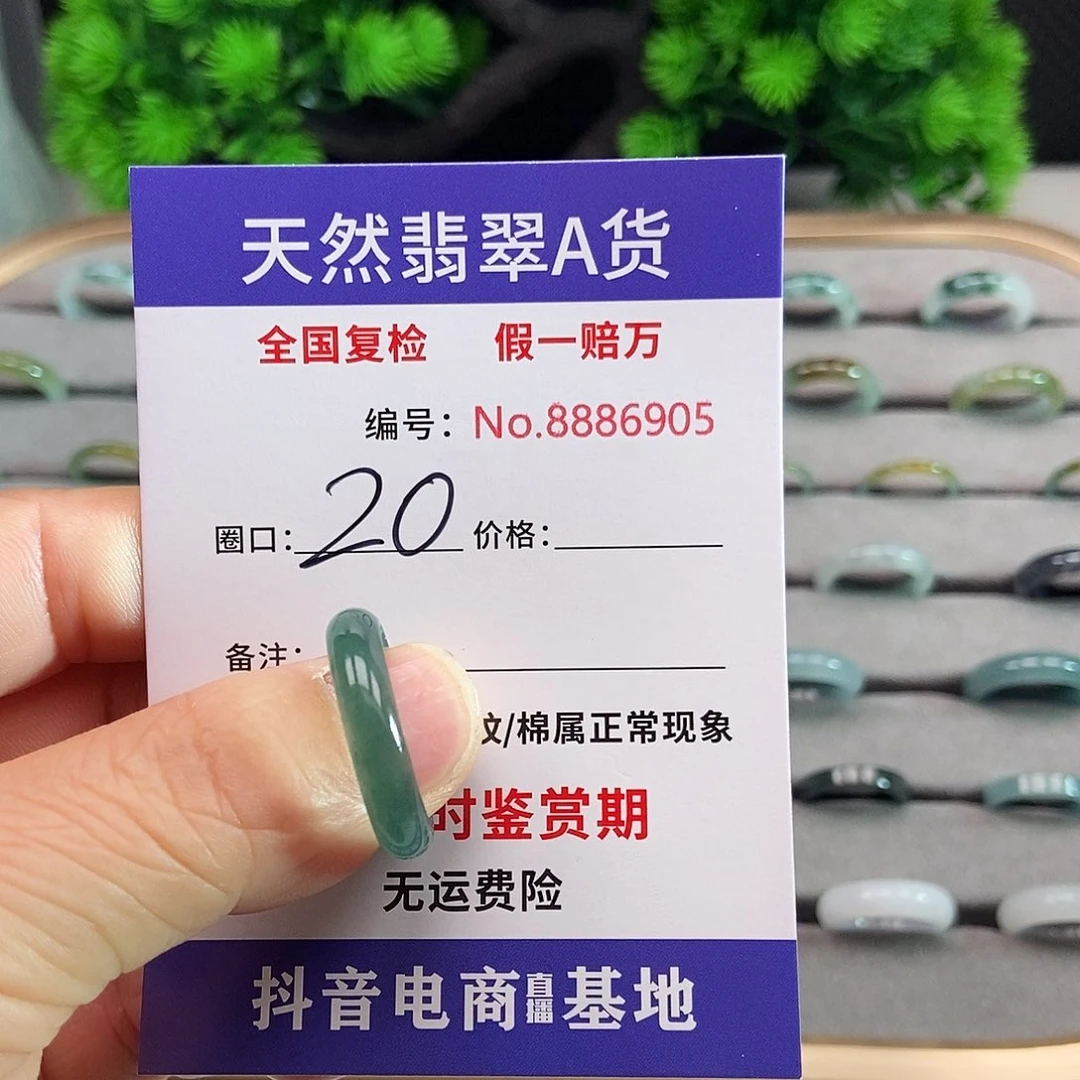 天然翡翠A货
全国复检 假一赔万
编号：No.8886905
圈口：20 价格：
备注：
纹/棉属正常现象
时鉴赏期
无运费险
抖音电商直播基地